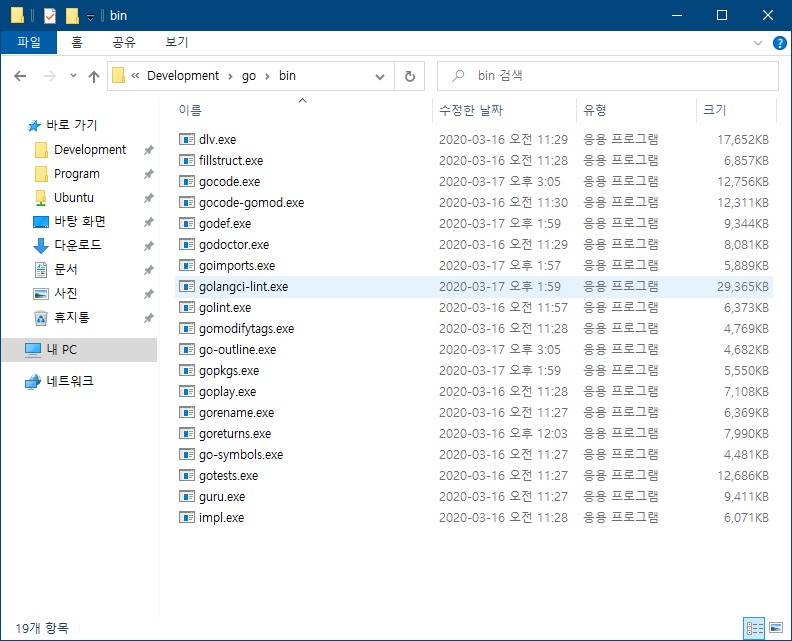 bin
파일 홈 공유 보기
« Development › go › bin
bin 검색
바로 가기
Development
Program
Ubuntu
바탕 화면
다운로드
문서
사진
휴지통
내 PC
네트워크
이름 수정한 날짜 유형 크기
dlv.exe 2020-03-16 오전 11:29 응용 프로그램 17,652KB
fillstruct.exe 2020-03-16 오전 11:28 응용 프로그램 6,857KB
gocode.exe 2020-03-17 오후 3:05 응용 프로그램 12,756KB
gocode-gomod.exe 2020-03-16 오전 11:30 응용 프로그램 12,311KB
godef.exe 2020-03-17 오후 1:59 응용 프로그램 9,344KB
godoctor.exe 2020-03-16 오전 11:29 응용 프로그램 8,081KB
goimports.exe 2020-03-17 오후 1:57 응용 프로그램 5,889KB
golangci-lint.exe 2020-03-17 오후 1:59 응용 프로그램 29,365KB
golint.exe 2020-03-16 오전 11:57 응용 프로그램 6,373KB
gomodifytags.exe 2020-03-16 오전 11:28 응용 프로그램 4,769KB
go-outline.exe 2020-03-17 오후 3:05 응용 프로그램 4,682KB
gopkgs.exe 2020-03-17 오후 1:59 응용 프로그램 5,550KB
goplay.exe 2020-03-16 오전 11:28 응용 프로그램 7,108KB
gorename.exe 2020-03-16 오전 11:27 응용 프로그램 6,369KB
goreturns.exe 2020-03-16 오후 12:03 응용 프로그램 7,990KB
go-symbols.exe 2020-03-16 오전 11:27 응용 프로그램 4,481KB
gotests.exe 2020-03-16 오전 11:27 응용 프로그램 12,686KB
guru.exe 2020-03-16 오전 11:27 응용 프로그램 9,411KB
impl.exe 2020-03-16 오전 11:28 응용 프로그램 6,071KB
19개 항목